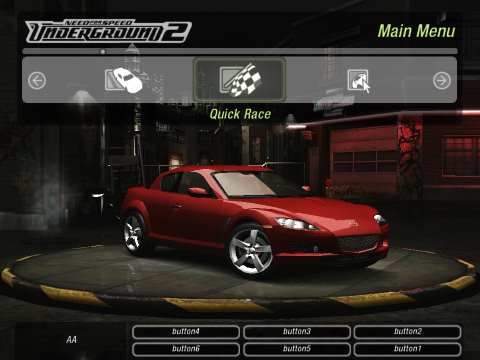 NEED FOR SPEED
UNDERGROUND 2
Main Menu
Quick Race
AA
button4
button3
button2
button6
button5
button1